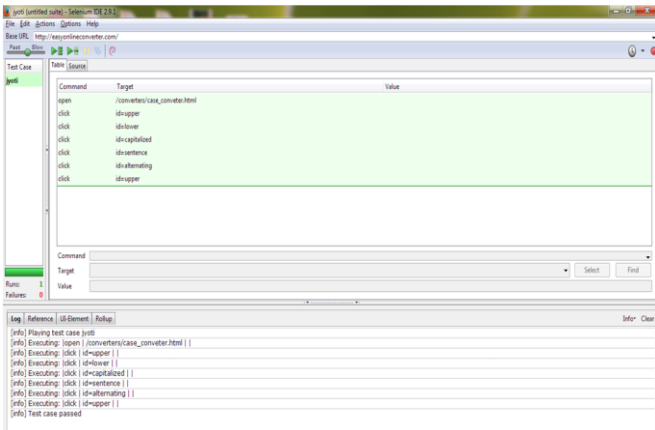 jyoti (untitled suite) - Selenium IDE 2.9.1
File Edit Actions Options Help
Base URL http://easyonlineconverter.com/
Fast Slow
Test Case
Table Source
jyoti
Command Target Value
open /converters/case_conveter.html
click id=upper
click id=lower
click id=capitalized
click id=sentence
click id=alternating
click id=upper
Command
Target Select Find
Value
Runs: 1
Failures: 0
Log Reference UI-Element Rollup Info Clear
[info] Playing test case jyoti
[info] Executing: |open | /converters/case_conveter.html | |
[info] Executing: |click | id=upper | |
[info] Executing: |click | id=lower | |
[info] Executing: |click | id=capitalized | |
[info] Executing: |click | id=sentence | |
[info] Executing: |click | id=alternating | |
[info] Executing: |click | id=upper | |
[info] Test case passed